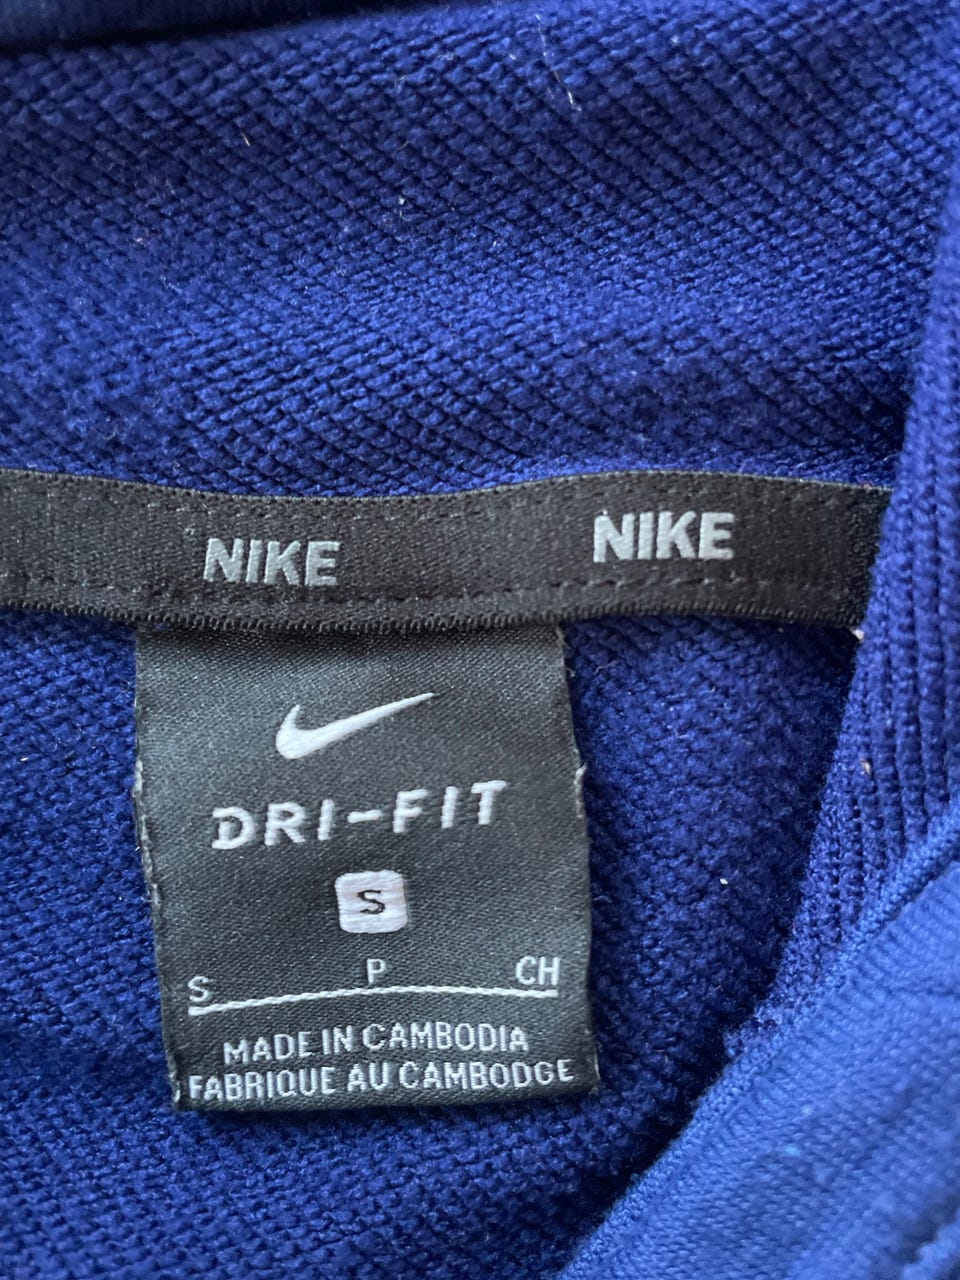 NIKE NIKE
DRI-FIT
S
S P CH
MADE IN CAMBODIA
FABRIQUE AU CAMBODGE